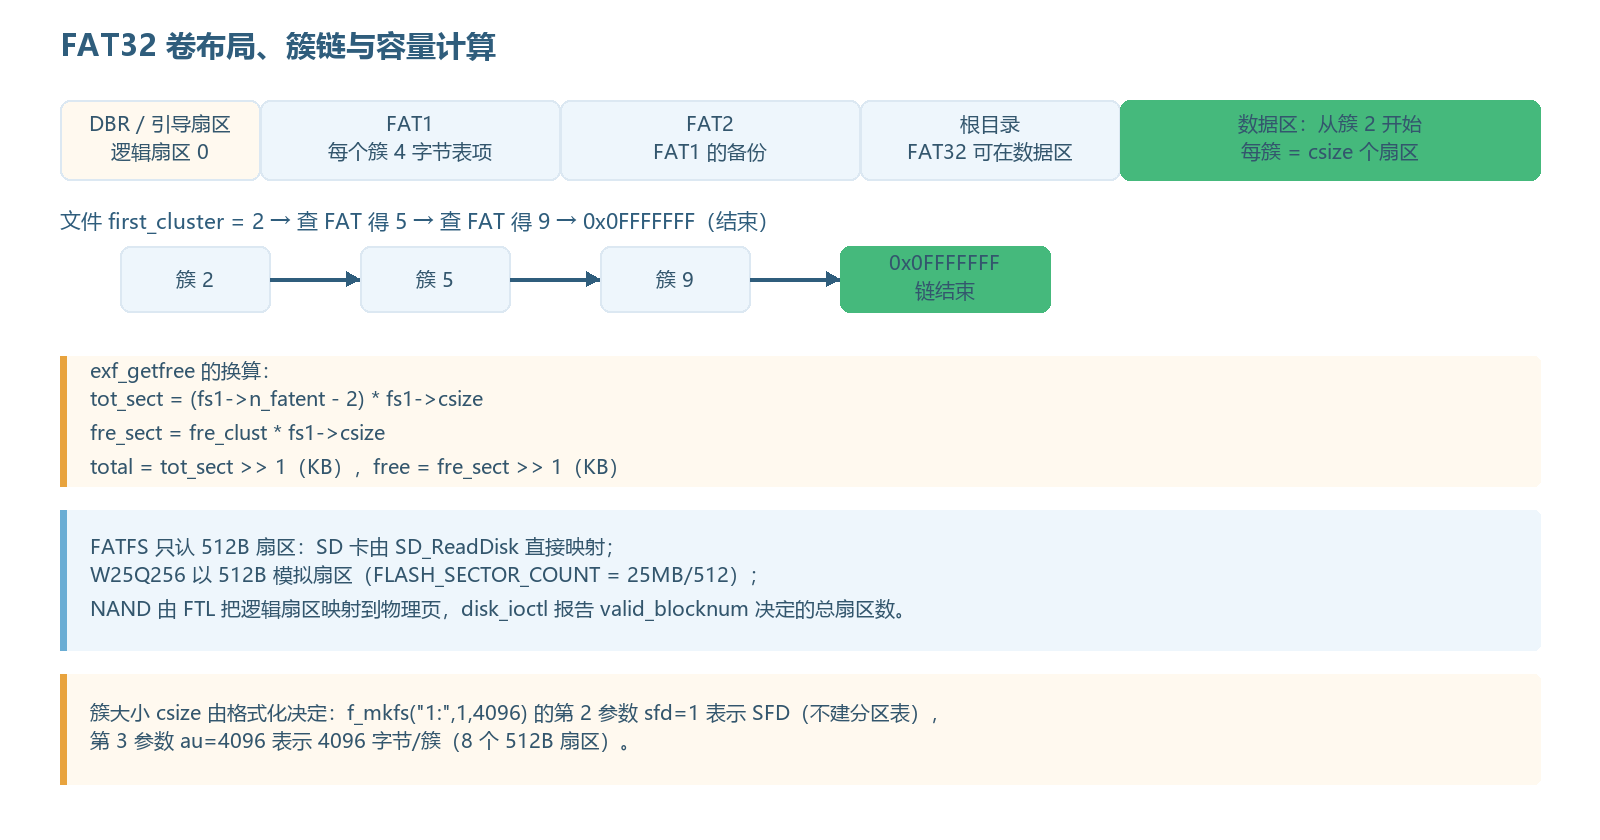 FAT32 卷布局、簇链与容量计算
DBR / 引导扇区
逻辑扇区 0
FAT1
每个簇 4 字节表项
FAT2
FAT1 的备份
根目录
FAT32 可在数据区
数据区：从簇 2 开始
每簇 = csize 个扇区
文件 first_cluster = 2 → 查 FAT 得 5 → 查 FAT 得 9 → 0x0FFFFFFF（结束）
簇 2
簇 5
簇 9
0x0FFFFFFF
链结束
exf_getfree 的换算：
tot_sect = (fs1->n_fatent - 2) * fs1->csize
fre_sect = fre_clust * fs1->csize
total = tot_sect >> 1（KB），free = fre_sect >> 1（KB）
FATFS 只认 512B 扇区：SD 卡由 SD_ReadDisk 直接映射；
W25Q256 以 512B 模拟扇区（FLASH_SECTOR_COUNT = 25MB/512）；
NAND 由 FTL 把逻辑扇区映射到物理页，disk_ioctl 报告 valid_blocknum 决定的总扇区数。
簇大小 csize 由格式化决定：f_mkfs("1:",1,4096) 的第 2 参数 sfd=1 表示 SFD（不建分区表），
第 3 参数 au=4096 表示 4096 字节/簇（8 个 512B 扇区）。